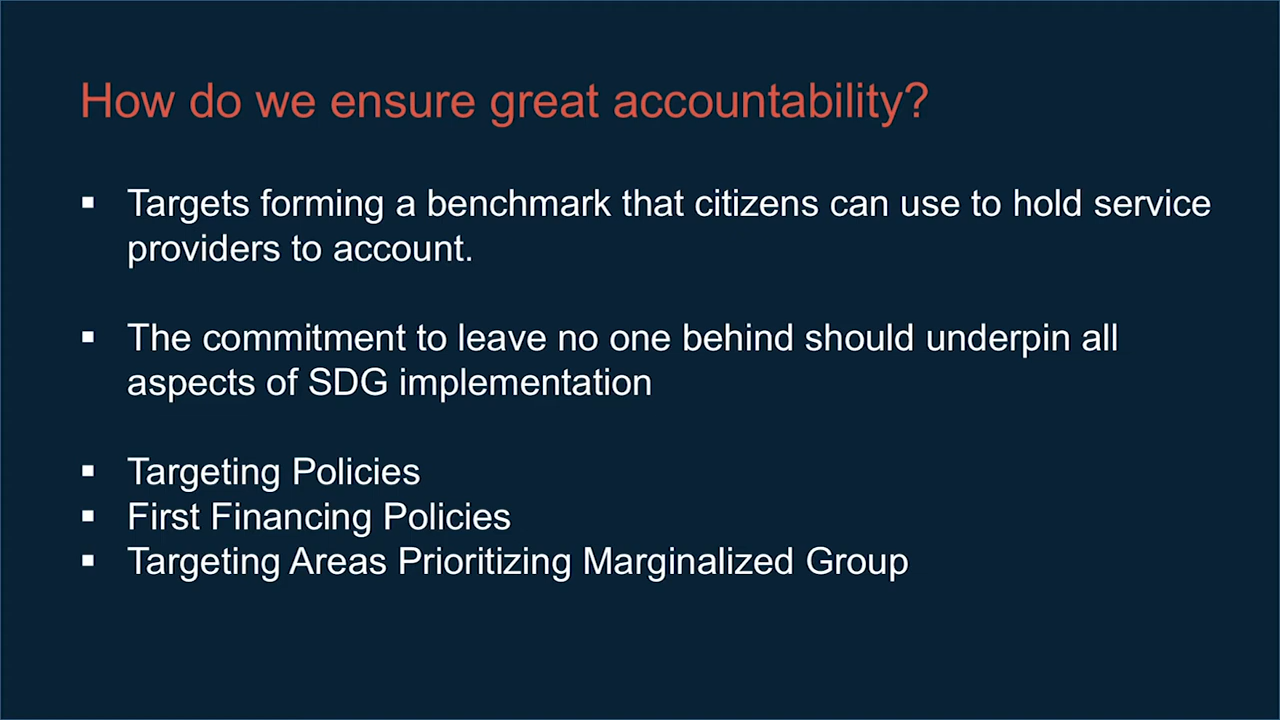 How do we ensure great accountability?
▪ Targets forming a benchmark that citizens can use to hold service
providers to account.
▪ The commitment to leave no one behind should underpin all
aspects of SDG implementation
▪ Targeting Policies
▪ First Financing Policies
▪ Targeting Areas Prioritizing Marginalized Group